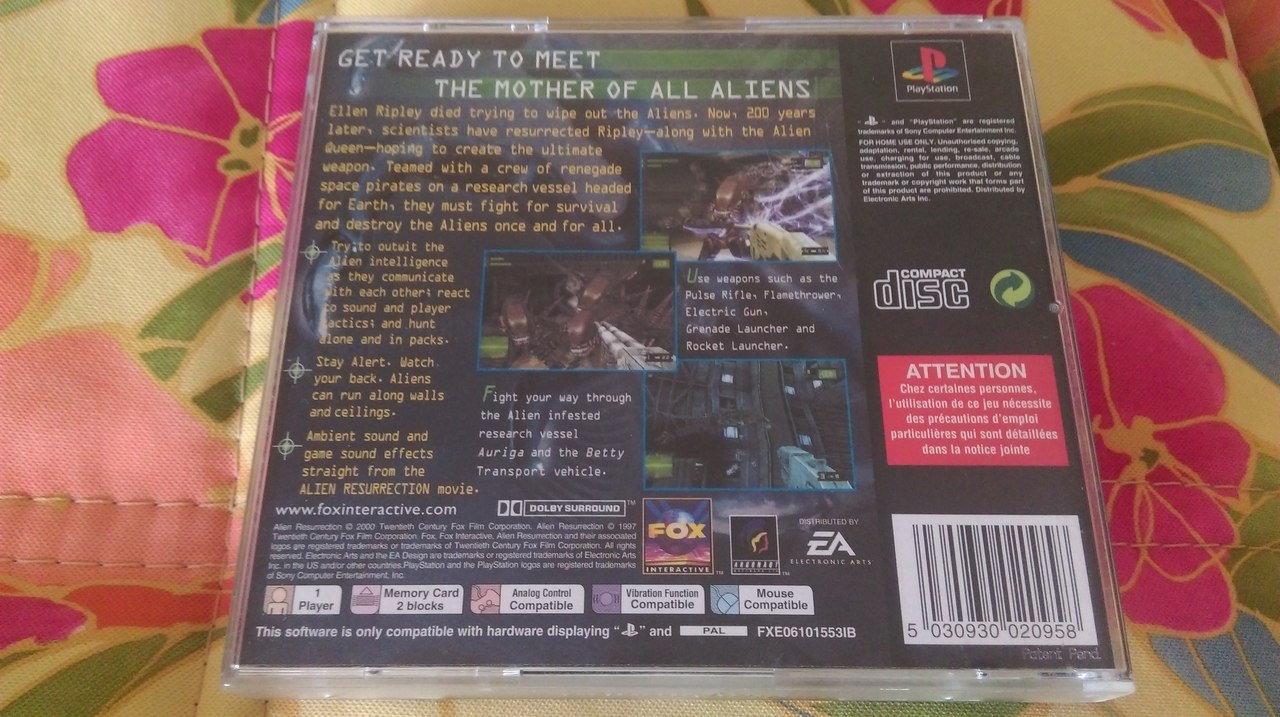 GET READY TO MEET
THE MOTHER OF ALL ALIENS
Ellen Ripley died trying to wipe out the Aliens. Now, 200 years
later, scientists have resurrected Ripley—along with the Alien
Queen—hoping to create the ultimate
weapon. Teamed with a crew of renegade
space pirates on a research vessel headed
for Earth, they must fight for survival
and destroy the Aliens once and for all.
Try to outwit the
Alien intelligence
as they communicate
with each other; react
to sound and player
tactics; and hunt
alone and in packs.
Stay Alert. Watch
your back. Aliens
can run along walls
and ceilings.
Ambient sound and
game sound effects
straight from the
ALIEN RESURRECTION movie.
Use weapons such as the
Pulse Rifle, Flamethrower,
Electric Gun,
Grenade Launcher and
Rocket Launcher.
Fight your way through
the Alien infested
research vessel
Auriga and the Betty
Transport vehicle.
www.foxinteractive.com
DOLBY SURROUND™
Alien Resurrection © 2000 Twentieth Century Fox Film Corporation. Alien Resurrection © 1997
Twentieth Century Fox Film Corporation. Fox, Fox Interactive, Alien Resurrection and their associated
logos are registered trademarks or trademarks of Twentieth Century Fox Film Corporation. All rights
reserved. Electronic Arts and the EA Design are trademarks or registered trademarks of Electronic Arts
Inc. in the US and/or other countries.PlayStation and the PlayStation logos are registered trademarks
of Sony Computer Entertainment, Inc.
FOX
INTERACTIVE™
ARGONAUT
™
DISTRIBUTED BY
EA
ELECTRONIC ARTS
1
Player
Memory Card
2 blocks
Analog Control
Compatible
Vibration Function
Compatible
Mouse
Compatible
This software is only compatible with hardware displaying " " and PAL FXE06101553IB
PlayStation
" " and "PlayStation" are registered
trademarks of Sony Computer Entertainment Inc.
FOR HOME USE ONLY. Unauthorised copying,
adaptation, rental, lending, re-sale, arcade
use, charging for use, broadcast, cable
transmission, public performance, distribution
or extraction of this product or any
trademark or copyright work that forms part
of this product are prohibited. Distributed by
Electronic Arts Inc.
COMPACT
disc
ATTENTION
Chez certaines personnes,
l'utilisation de ce jeu nécessite
des précautions d'emploi
particulières qui sont détaillées
dans la notice jointe
5 030930 020958
Patent Pend.